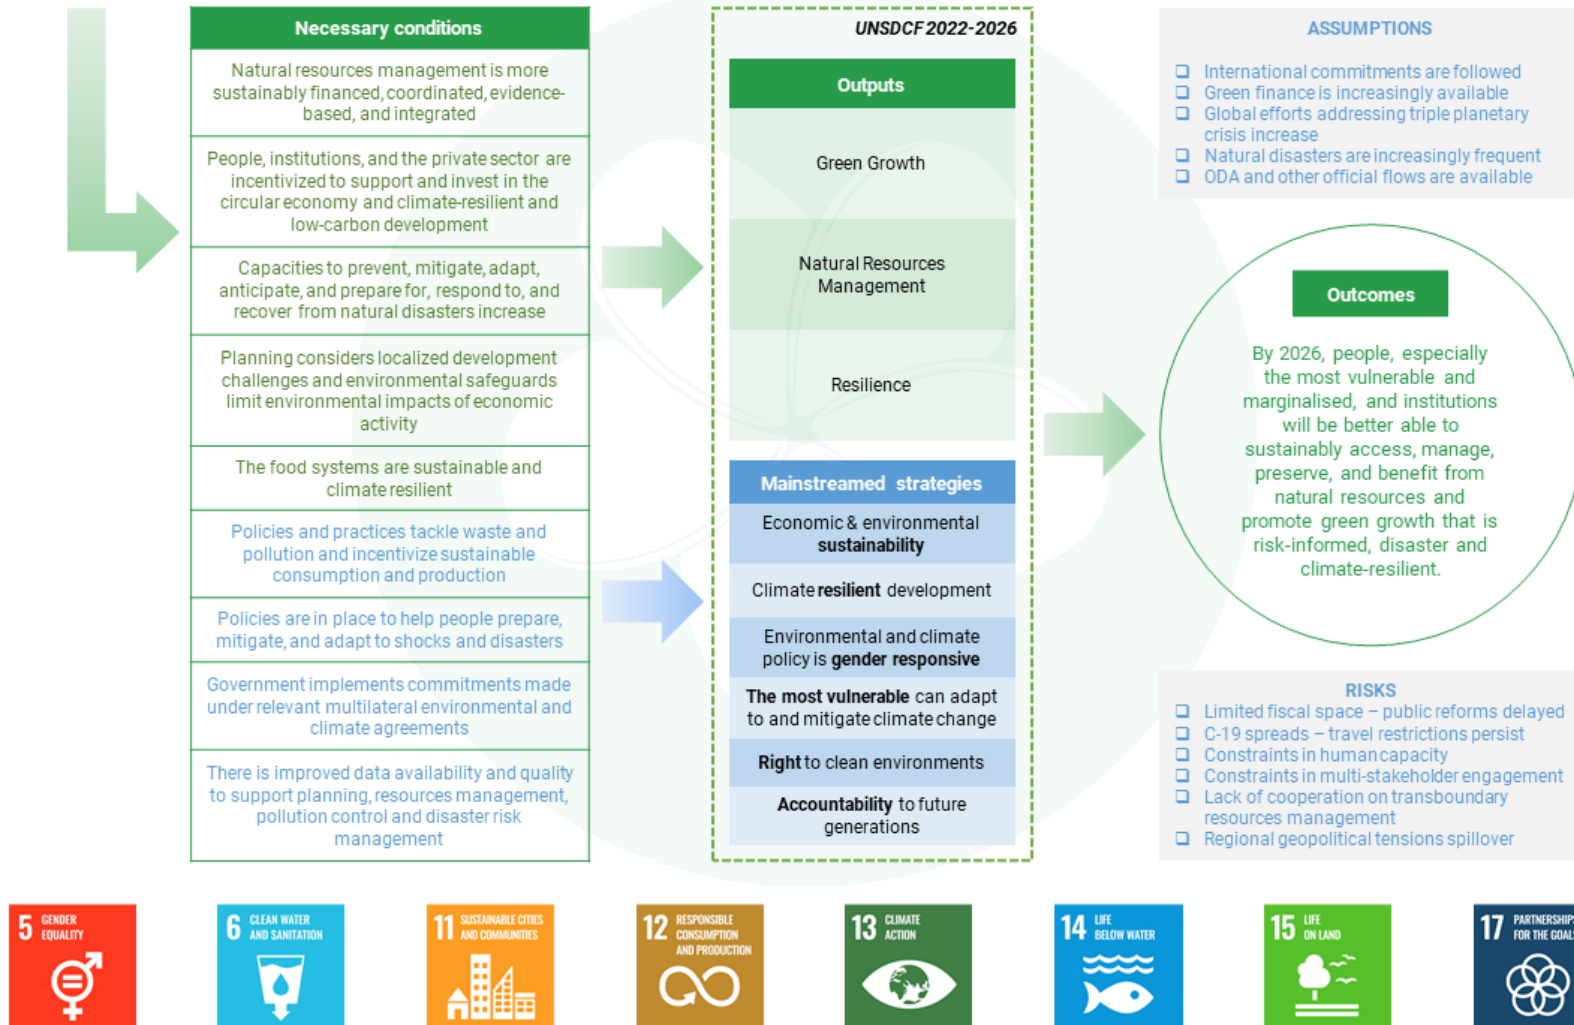 Necessary conditions
Natural resources management is more
sustainably financed, coordinated, evidence-
based, and integrated
People, institutions, and the private sector are
incentivized to support and invest in the
circular economy and climate-resilient and
low-carbon development
Capacities to prevent, mitigate, adapt,
anticipate, and prepare for, respond to, and
recover from natural disasters increase
Planning considers localized development
challenges and environmental safeguards
limit environmental impacts of economic
activity
The food systems are sustainable and
climate resilient
Policies and practices tackle waste and
pollution and incentivize sustainable
consumption and production
Policies are in place to help people prepare,
mitigate, and adapt to shocks and disasters
Government implements commitments made
under relevant multilateral environmental and
climate agreements
There is improved data availability and quality
to support planning, resources management,
pollution control and disaster risk
management
UNSDCF 2022-2026
Outputs
Green Growth
Natural Resources
Management
Resilience
Mainstreamed strategies
Economic & environmental
sustainability
Climate resilient development
Environmental and climate
policy is gender responsive
The most vulnerable can adapt
to and mitigate climate change
Right to clean environments
Accountability to future
generations
ASSUMPTIONS
International commitments are followed
Green finance is increasingly available
Global efforts addressing triple planetary
crisis increase
Natural disasters are increasingly frequent
ODA and other official flows are available
Outcomes
By 2026, people, especially
the most vulnerable and
marginalised, and institutions
will be better able to
sustainably access, manage,
preserve, and benefit from
natural resources and
promote green growth that is
risk-informed, disaster and
climate-resilient.
RISKS
Limited fiscal space – public reforms delayed
C-19 spreads – travel restrictions persist
Constraints in human capacity
Constraints in multi-stakeholder engagement
Lack of cooperation on transboundary
resources management
Regional geopolitical tensions spillover
5 GENDER
EQUALITY
6 CLEAN WATER
AND SANITATION
11 SUSTAINABLE CITIES
AND COMMUNITIES
12 RESPONSIBLE
CONSUMPTION
AND PRODUCTION
13 CLIMATE
ACTION
14 LIFE
BELOW WATER
15 LIFE
ON LAND
17 PARTNERSHIPS
FOR THE GOALS